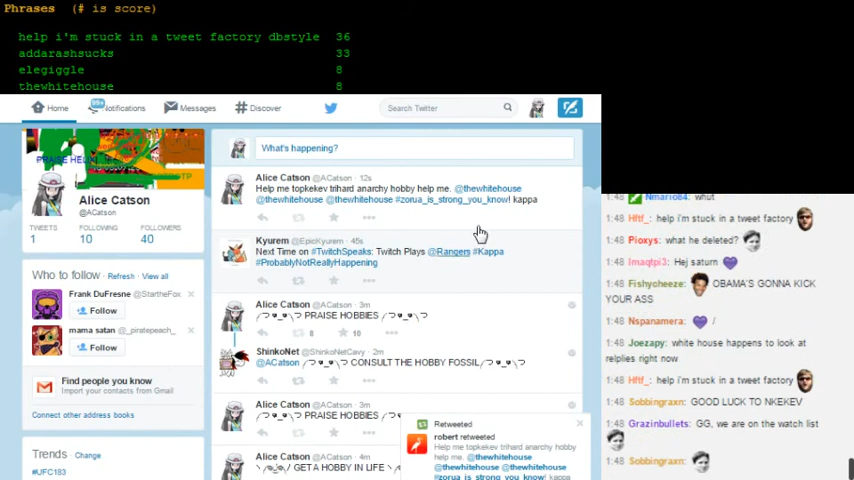 Phrases (# is score)
help i'm stuck in a tweet factory dbstyle 36
addarashsucks 33
elegiggle 8
thewhitehouse 8
Home
99+
Notifications
Messages
Discover
Search Twitter
PRAISE HELIX
Alice Catson
@ACatson
TWEETS FOLLOWING FOLLOWERS
1 10 40
Who to follow · Refresh · View all
Frank DuFresne @StartheFox_
Follow
mama satan @_piratepeach_
Follow
Find people you know
Import your contacts from Gmail
Connect other address books
Trends · Change
#UFC183
What's happening?
Alice Catson @ACatson · 12s
Help me topkekev trihard anarchy hobby help me. @thewhitehouse
@thewhitehouse @thewhitehouse #zorua_is_strong_you_know! kappa
Kyurem @EpicKyurem · 45s
Next Time on #TwitchSpeaks: Twitch Plays @Rangem #Kappa
#ProbablyNotReallyHappening
Alice Catson @ACatson · 3m
PRAISE HOBBIES
8 10
ShinkoNet @ShinkoNetCavy · 2m
@ACatson CONSULT THE HOBBY FOSSIL
Alice Catson @ACatson · 3m
PRAISE HOBBIES
Alice Catson @ACatson · 4m
GET A HOBBY IN LIFE
Retweeted
robert retweeted
Help me topkekev trihard anarchy hobby
help me. @thewhitehouse
@thewhitehouse @thewhitehouse
#zorua_is_strong_you_know! kappa
1:48 Nmario84: whut
1:48 Hftf_: help i'm stuck in a tweet factory
1:48 Pioxys: what he deleted?
1:48 Imaqtpi3: Hej saturn
1:48 Fishycheeze: OBAMA'S GONNA KICK
YOUR ASS
1:48 Nspanamera: /
1:48 Joezapy: white house happens to look at
relplies right now
1:48 Hftf_: help i'm stuck in a tweet factory
1:48 Sobbingraxn: GOOD LUCK TO NKEKEV
1:48 Grazinbullets: GG, we are on the watch list
1:48 Sobbingraxn: